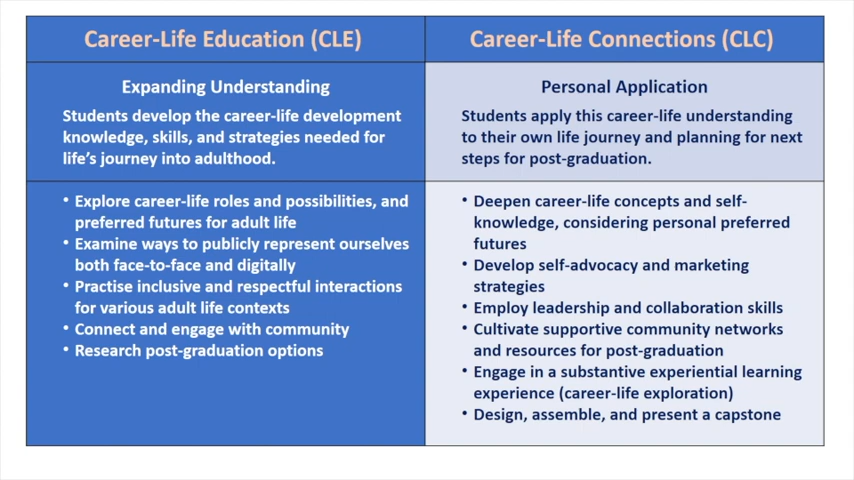 Career-Life Education (CLE)
Career-Life Connections (CLC)
Expanding Understanding
Students develop the career-life development
knowledge, skills, and strategies needed for
life's journey into adulthood.
Personal Application
Students apply this career-life understanding
to their own life journey and planning for next
steps for post-graduation.
• Explore career-life roles and possibilities, and
preferred futures for adult life
• Examine ways to publicly represent ourselves
both face-to-face and digitally
• Practise inclusive and respectful interactions
for various adult life contexts
• Connect and engage with community
• Research post-graduation options
• Deepen career-life concepts and self-
knowledge, considering personal preferred
futures
• Develop self-advocacy and marketing
strategies
• Employ leadership and collaboration skills
• Cultivate supportive community networks
and resources for post-graduation
• Engage in a substantive experiential learning
experience (career-life exploration)
• Design, assemble, and present a capstone